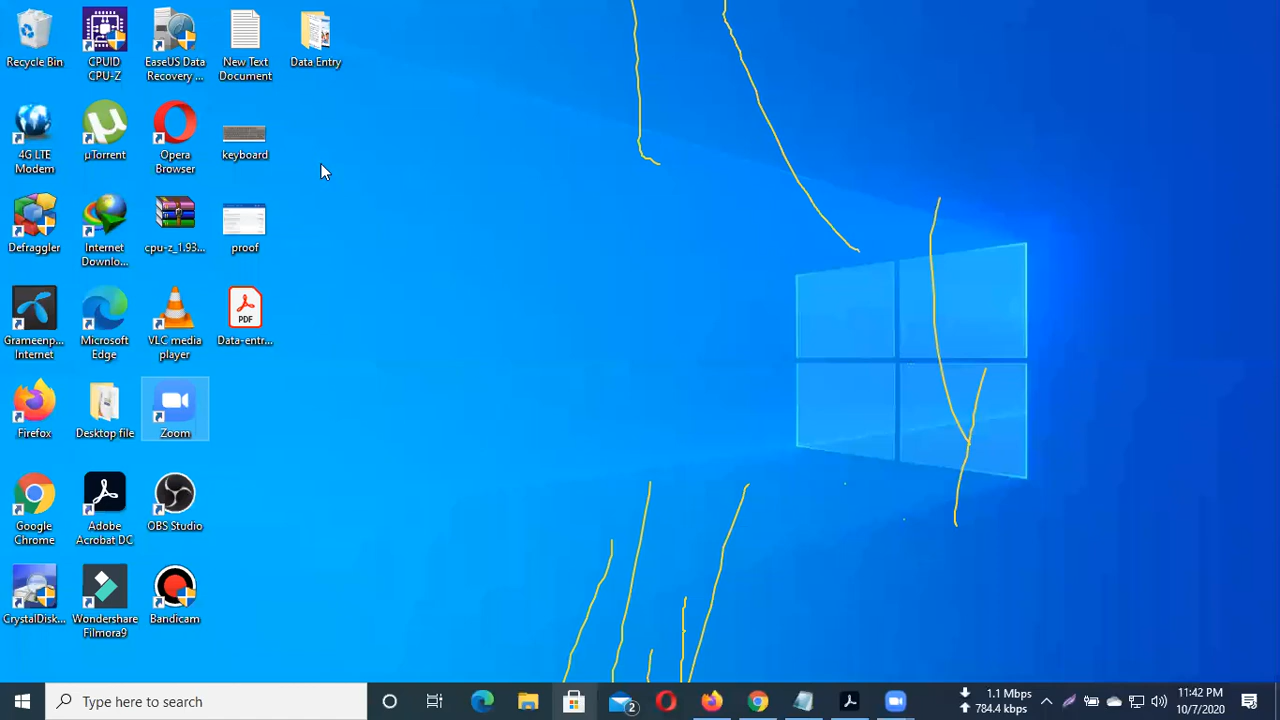 Recycle Bin
CPUID
CPU-Z
EaseUS Data
Recovery ...
New Text
Document
Data Entry
4G LTE
Modem
µTorrent
Opera
Browser
keyboard
Defraggler
Internet
Downlo...
cpu-z_1.93...
proof
Grameenp...
Internet
Microsoft
Edge
VLC media
player
PDF
Data-entr...
Firefox
Desktop file
Zoom
Google
Chrome
Adobe
Acrobat DC
OBS Studio
CrystalDisk...
Wondershare
Filmora9
Bandicam
Type here to search
2
1.1 Mbps
784.4 kbps
11:42 PM
10/7/2020